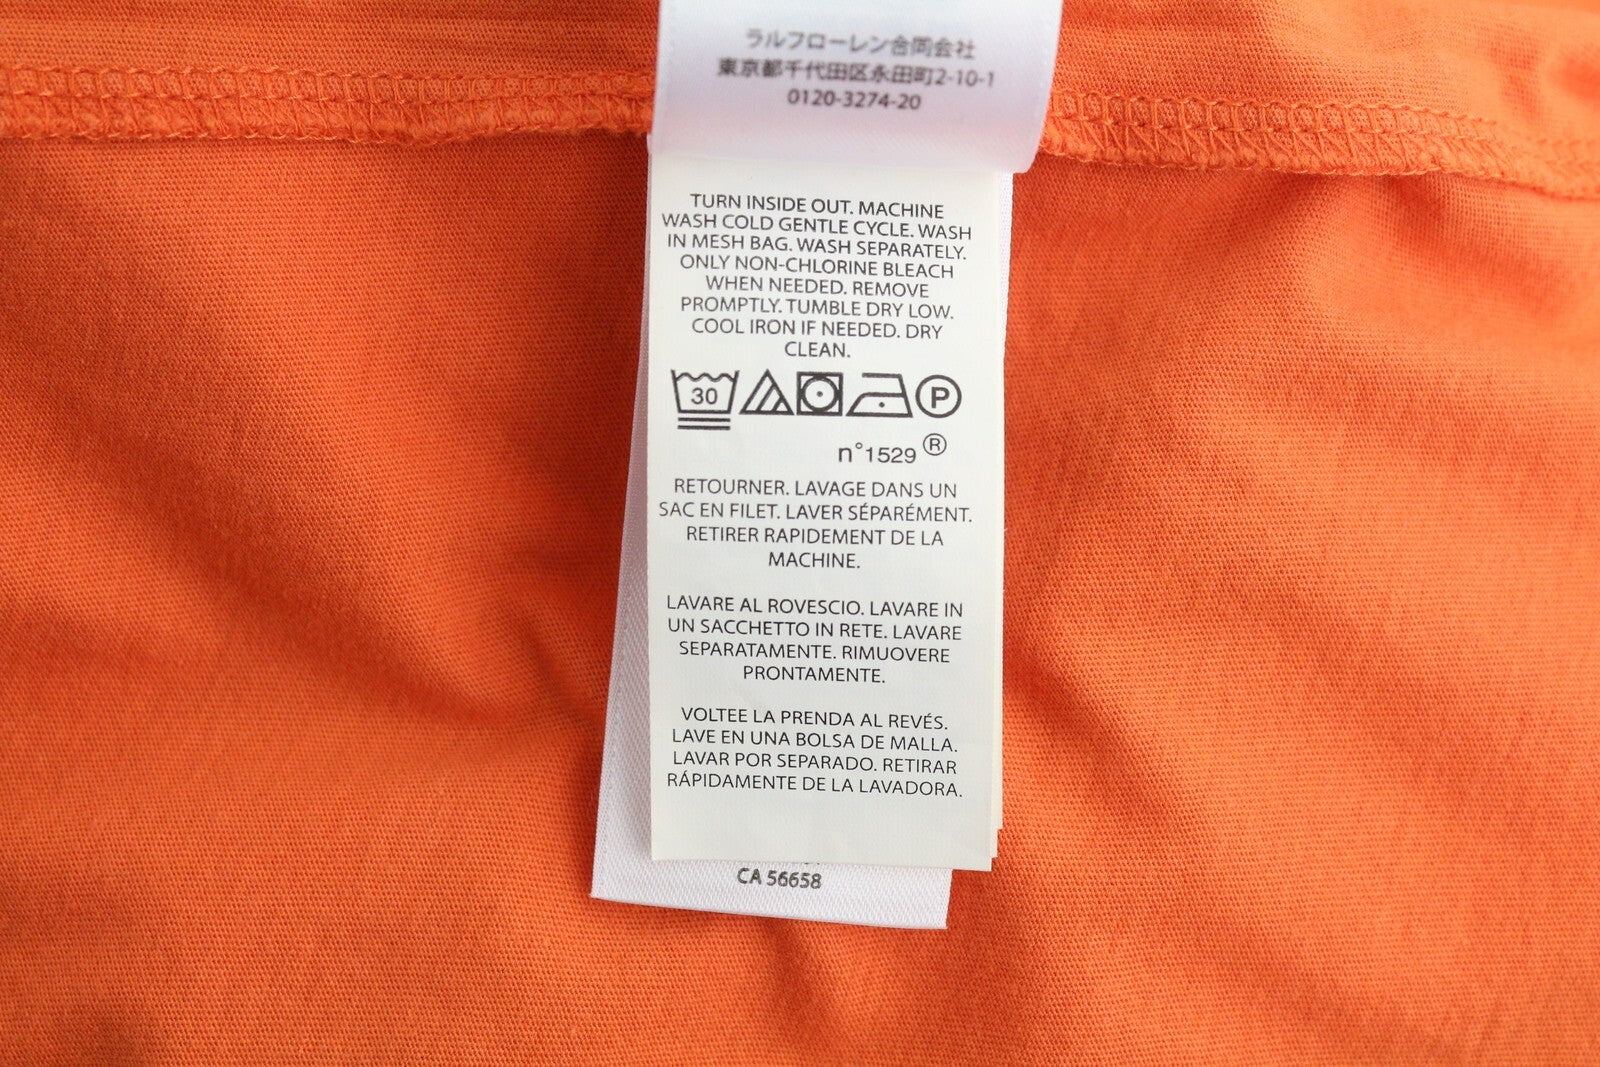 ラルフローレン合同会社
東京都千代田区永田町2-10-1
0120-3274-20
TURN INSIDE OUT. MACHINE
WASH COLD GENTLE CYCLE. WASH
IN MESH BAG. WASH SEPARATELY.
ONLY NON-CHLORINE BLEACH
WHEN NEEDED. REMOVE
PROMPTLY. TUMBLE DRY LOW.
COOL IRON IF NEEDED. DRY
CLEAN.
30 P
n°1529 ®
RETOURNER. LAVAGE DANS UN
SAC EN FILET. LAVER SÉPARÉMENT.
RETIRER RAPIDEMENT DE LA
MACHINE.
LAVARE AL ROVESCIO. LAVARE IN
UN SACCHETTO IN RETE. LAVARE
SEPARATAMENTE. RIMUOVERE
PRONTAMENTE.
VOLTEE LA PRENDA AL REVÉS.
LAVE EN UNA BOLSA DE MALLA.
LAVAR POR SEPARADO. RETIRAR
RÁPIDAMENTE DE LA LAVADORA.
CA 56658